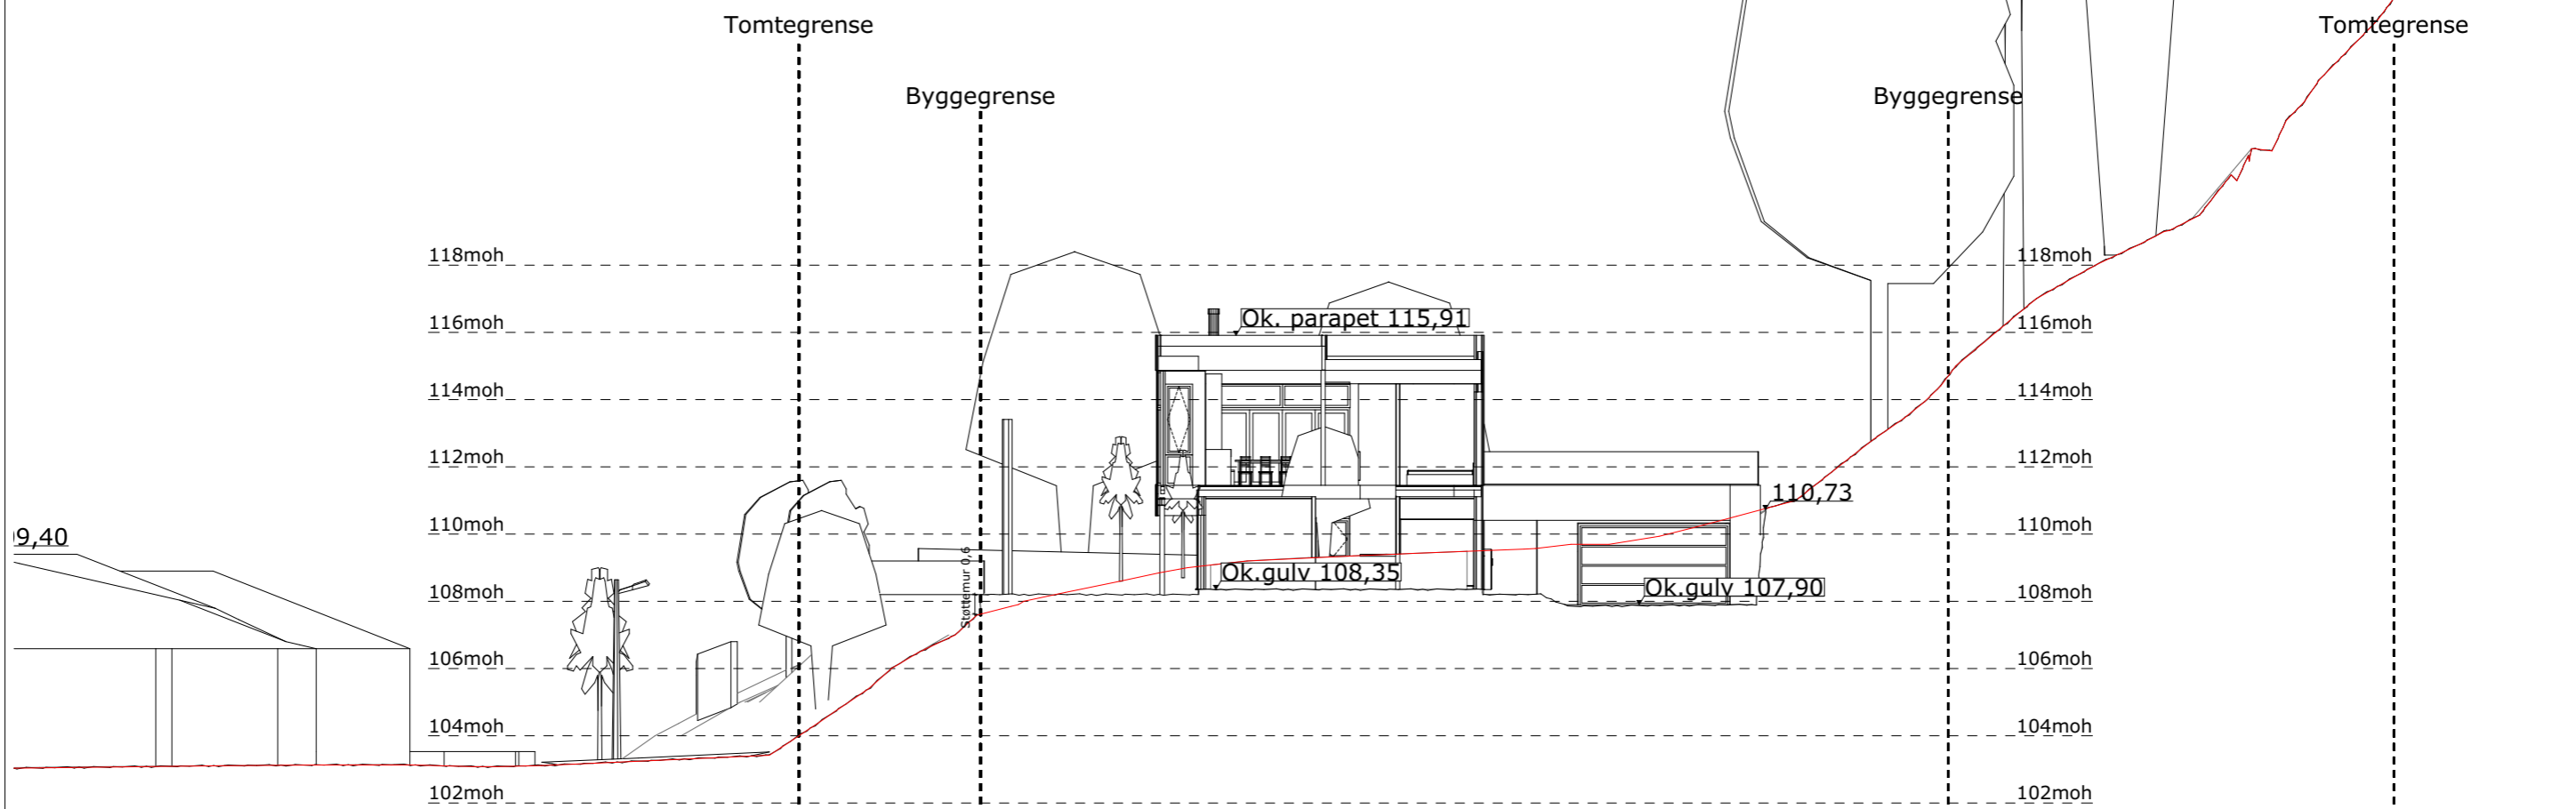 Tomtegrense
Tomtegrense
Byggegrense
Byggegrense
118moh
118moh
116moh
Ok. parapet 115,91
116moh
114moh
114moh
112moh
112moh
110,73
110moh
110moh
9,40
Støttemur 0,6
Ok.gulv 108,35
Ok.gulv 107,90
108moh
108moh
106moh
106moh
104moh
104moh
102moh
102moh